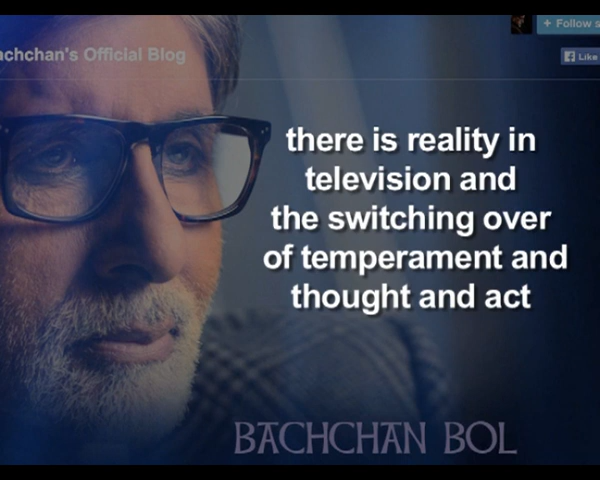 + Follow s
achchan's Official Blog
Like
there is reality in
television and
the switching over
of temperament and
thought and act
BACHCHAN BOL